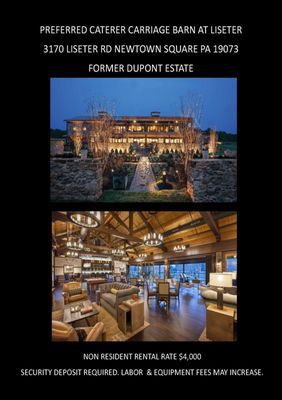 PREFERRED CATERER CARRIAGE BARN AT LISETER
3170 LISETER RD NEWTOWN SQUARE PA 19073
FORMER DUPONT ESTATE
NON RESIDENT RENTAL RATE $4,000
SECURITY DEPOSIT REQUIRED. LABOR & EQUIPMENT FEES MAY INCREASE.